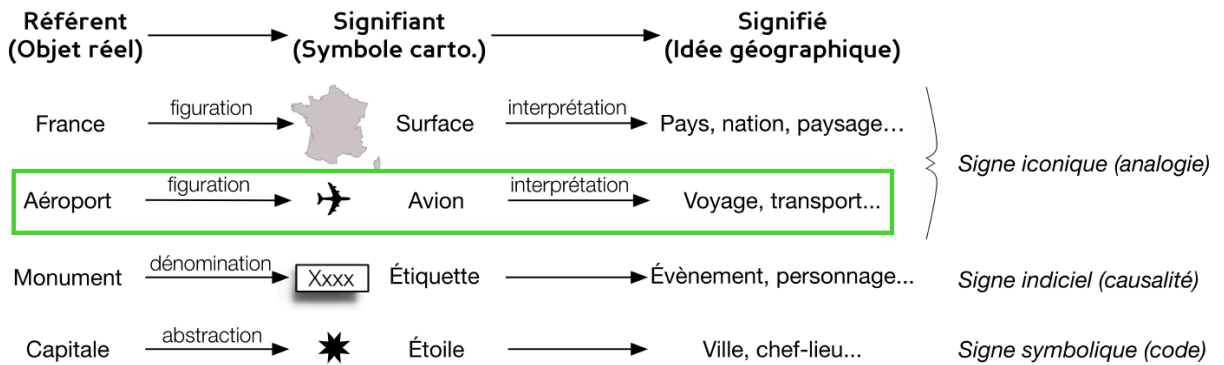 Référent Signifiant Signifié
(Objet réel) (Symbole carto.) (Idée géographique)
France figuration Surface interprétation Pays, nation, paysage…
Signe iconique (analogie)
Aéroport figuration Avion interprétation Voyage, transport...
Monument dénomination Xxxx Étiquette Évènement, personnage... Signe indiciel (causalité)
Capitale abstraction Étoile Ville, chef-lieu... Signe symbolique (code)